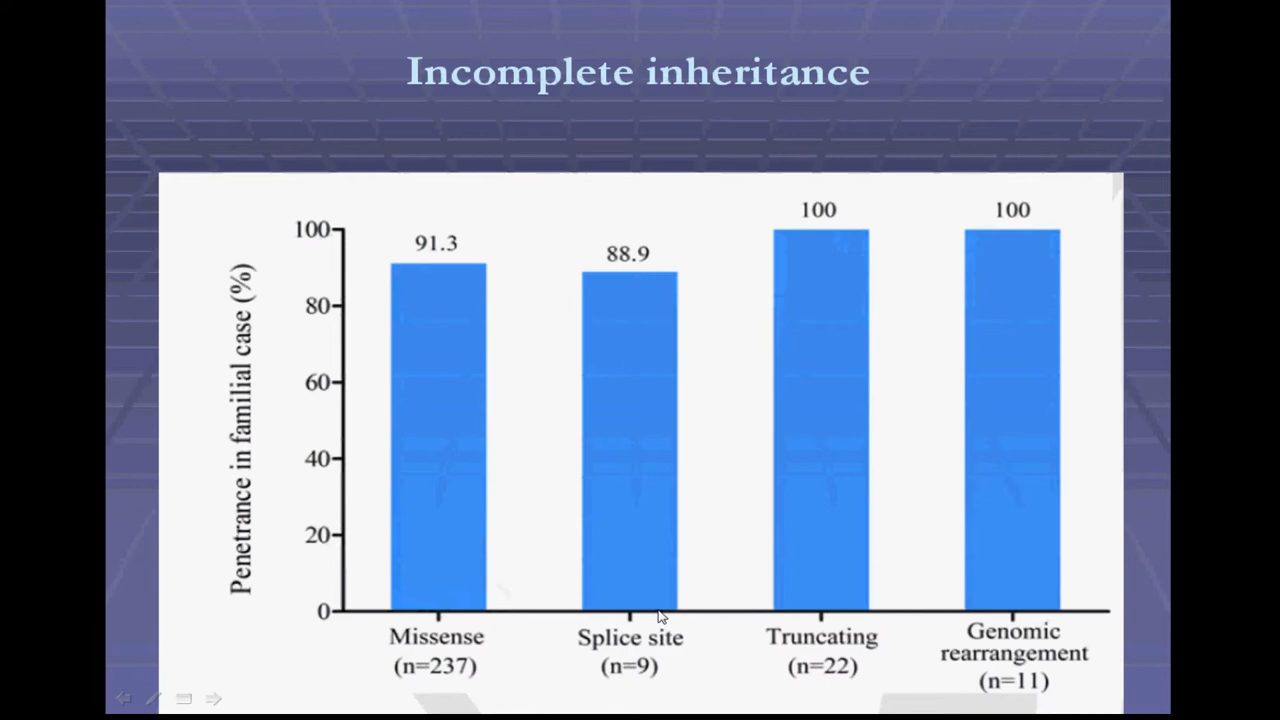 Incomplete inheritance
Penetrance in familial case (%)
100
80
60
40
20
0
91.3
88.9
100
100
Missense
(n=237)
Splice site
(n=9)
Truncating
(n=22)
Genomic
rearrangement
(n=11)